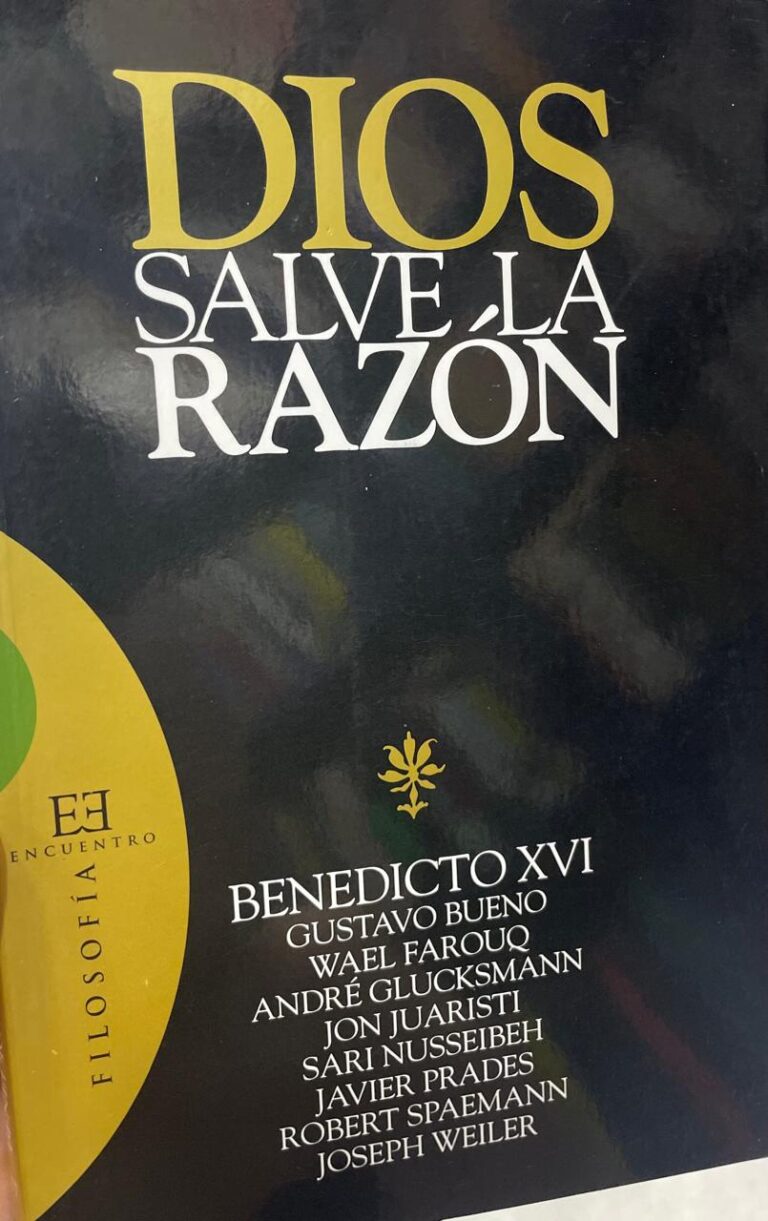 DIOS
SALVE LA
RAZÓN
EE
ENCUENTRO
FILOSOFÍA
BENEDICTO XVI
GUSTAVO BUENO
WAEL FAROUQ
ANDRÉ GLUCKSMANN
JON JUARISTI
SARI NUSSEIBEH
JAVIER PRADES
ROBERT SPAEMANN
JOSEPH WEILER